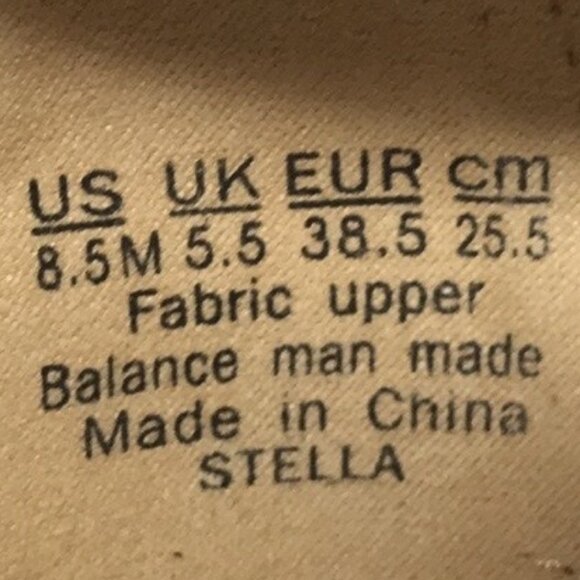 US UK EUR cm
8.5M 5.5 38.5 25.5
Fabric upper
Balance man made
Made in China
STELLA